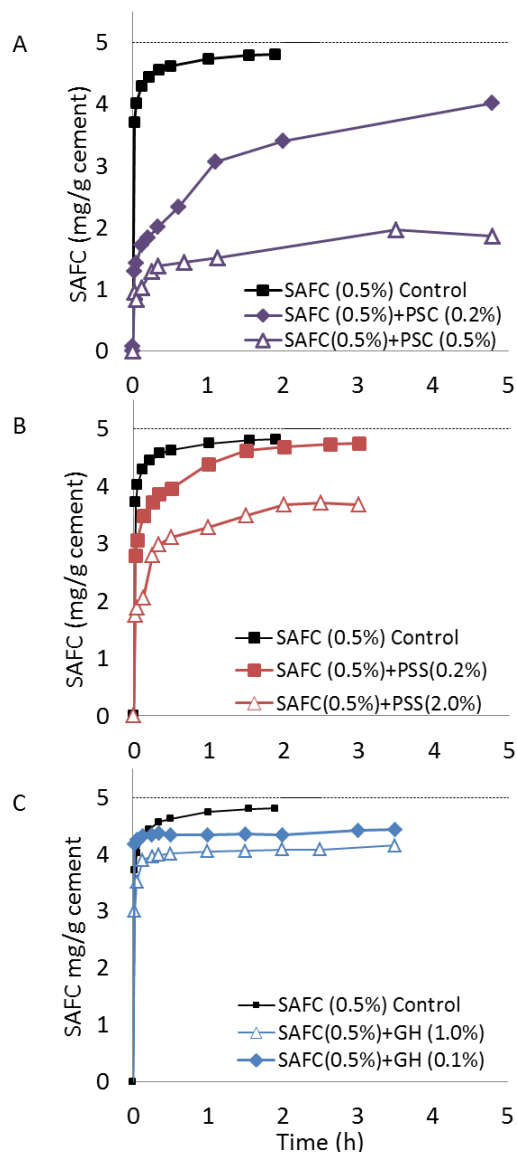 A
SAFC (mg/g cement)
5
4
3
2
1
0
SAFC (0.5%) Control
SAFC (0.5%)+PSC (0.2%)
SAFC(0.5%)+PSC (0.5%)
0 1 2 3 4 5
B
SAFC (mg/g cement)
5
4
3
2
1
0
SAFC (0.5%) Control
SAFC (0.5%)+PSS(0.2%)
SAFC(0.5%)+PSS(2.0%)
0 1 2 3 4 5
C
SAFC mg/g cement
5
4
3
2
1
0
SAFC (0.5%) Control
SAFC(0.5%)+GH (1.0%)
SAFC(0.5%)+GH (0.1%)
0 1 2 3 4 5
Time (h)